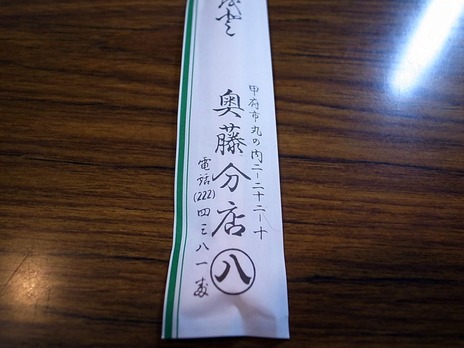 甲府市丸の内二ー二十二ー十
奥藤分店八
電話(222)四三八一番